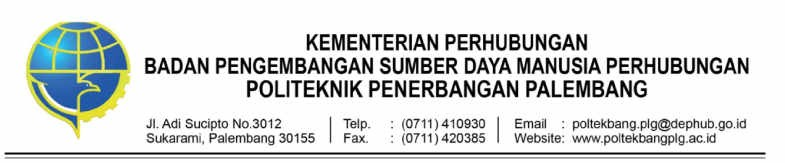 KEMENTERIAN PERHUBUNGAN
BADAN PENGEMBANGAN SUMBER DAYA MANUSIA PERHUBUNGAN
POLITEKNIK PENERBANGAN PALEMBANG
Jl. Adi Sucipto No.3012 Telp. : (0711) 410930 Email : poltekbang.plg@dephub.go.id
Sukarami, Palembang 30155 Fax. : (0711) 420385 Website: www.poltekbangplg.ac.id